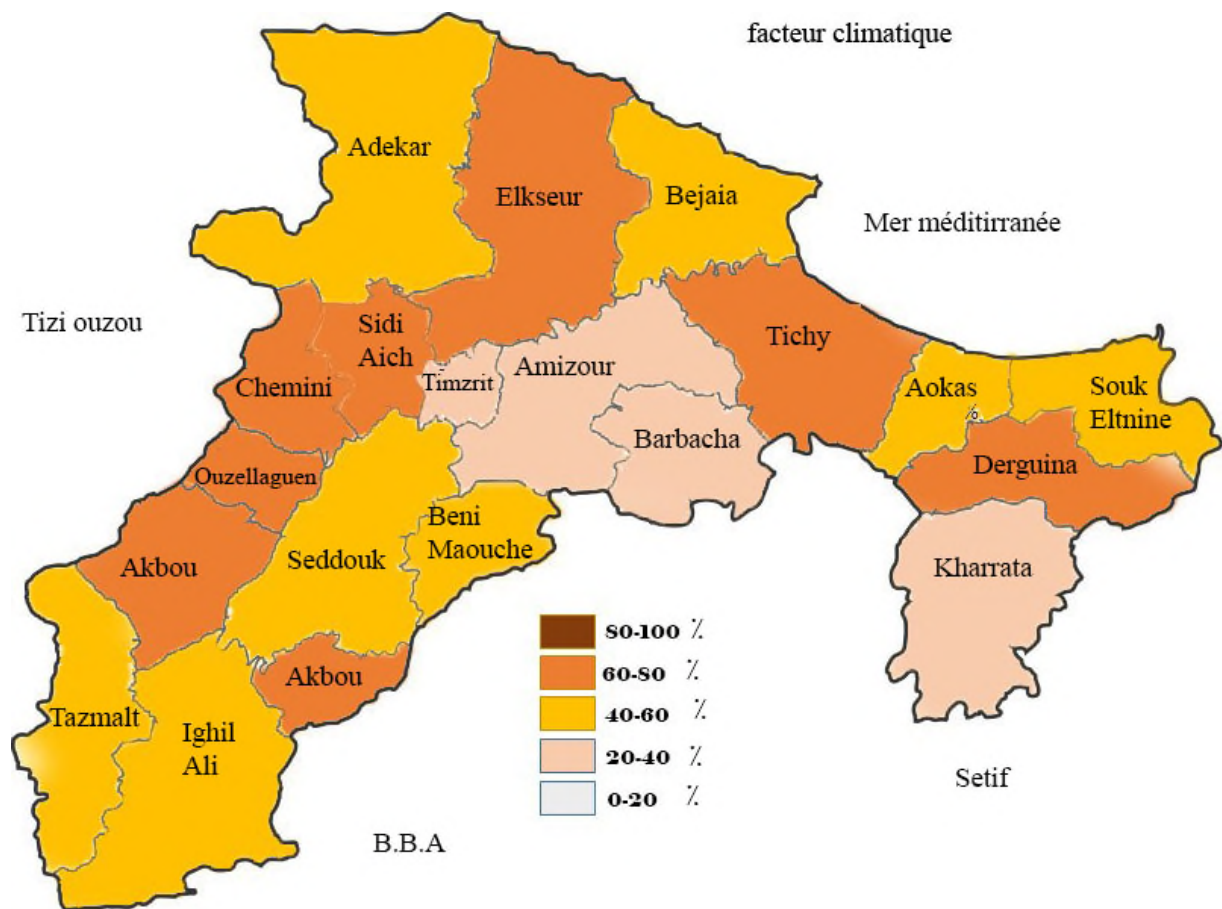 facteur climatique
Adekar
Elkseur
Bejaia
Mer méditirranée
Tizi ouzou
Sidi
Aich
Tichy
Chemini
Timzrit
Amizour
Aokas
%
Souk
Eltnine
Barbacha
Derguina
Ouzellaguen
Beni
Maouche
Akbou
Seddouk
Kharrata
80-100 %
60-80 %
40-60 %
20-40 %
0-20 %
Akbou
Tazmalt
Ighil
Ali
Setif
B.B.A